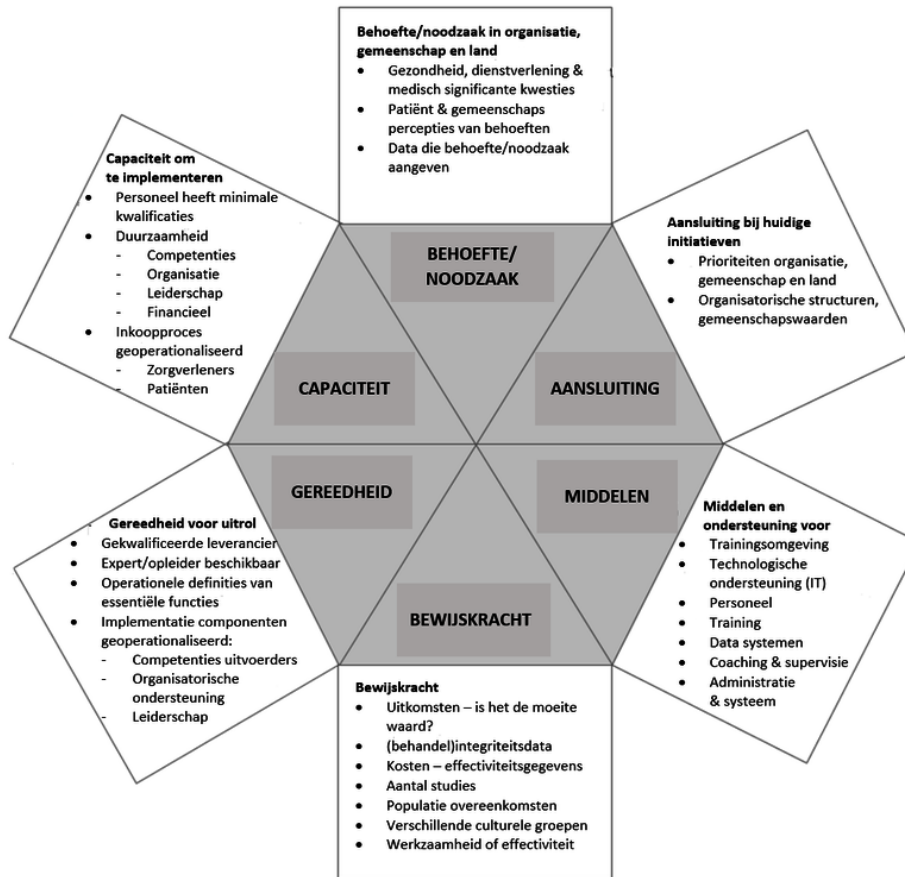 Behoefte/noodzaak in organisatie,
gemeenschap en land
• Gezondheid, dienstverlening &
medisch significante kwesties
• Patiënt & gemeenschaps
percepties van behoeften
• Data die behoefte/noodzaak
aangeven
Capaciteit om
te implementeren
• Personeel heeft minimale
kwalificaties
• Duurzaamheid
- Competenties
- Organisatie
- Leiderschap
- Financieel
• Inkoopproces
geoperationaliseerd
- Zorgverleners
- Patiënten
Aansluiting bij huidige
initiatieven
• Prioriteiten organisatie,
gemeenschap en land
• Organisatorische structuren,
gemeenschapswaarden
BEHOEFTE/
NOODZAAK
CAPACITEIT
AANSLUITING
GEREEDHEID
MIDDELEN
BEWIJSKRACHT
Gereedheid voor uitrol
• Gekwalificeerde leverancier
• Expert/opleider beschikbaar
• Operationele definities van
essentiële functies
• Implementatie componenten
geoperationaliseerd:
- Competenties uitvoerders
- Organisatorische
ondersteuning
- Leiderschap
Middelen en
ondersteuning voor
• Trainingsomgeving
• Technologische
ondersteuning (IT)
• Personeel
• Training
• Data systemen
• Coaching & supervisie
• Administratie
& systeem
Bewijskracht
• Uitkomsten – is het de moeite
waard?
• (behandel)integriteitsdata
• Kosten – effectiviteitsgegevens
• Aantal studies
• Populatie overeenkomsten
• Verschillende culturele groepen
• Werkzaamheid of effectiviteit